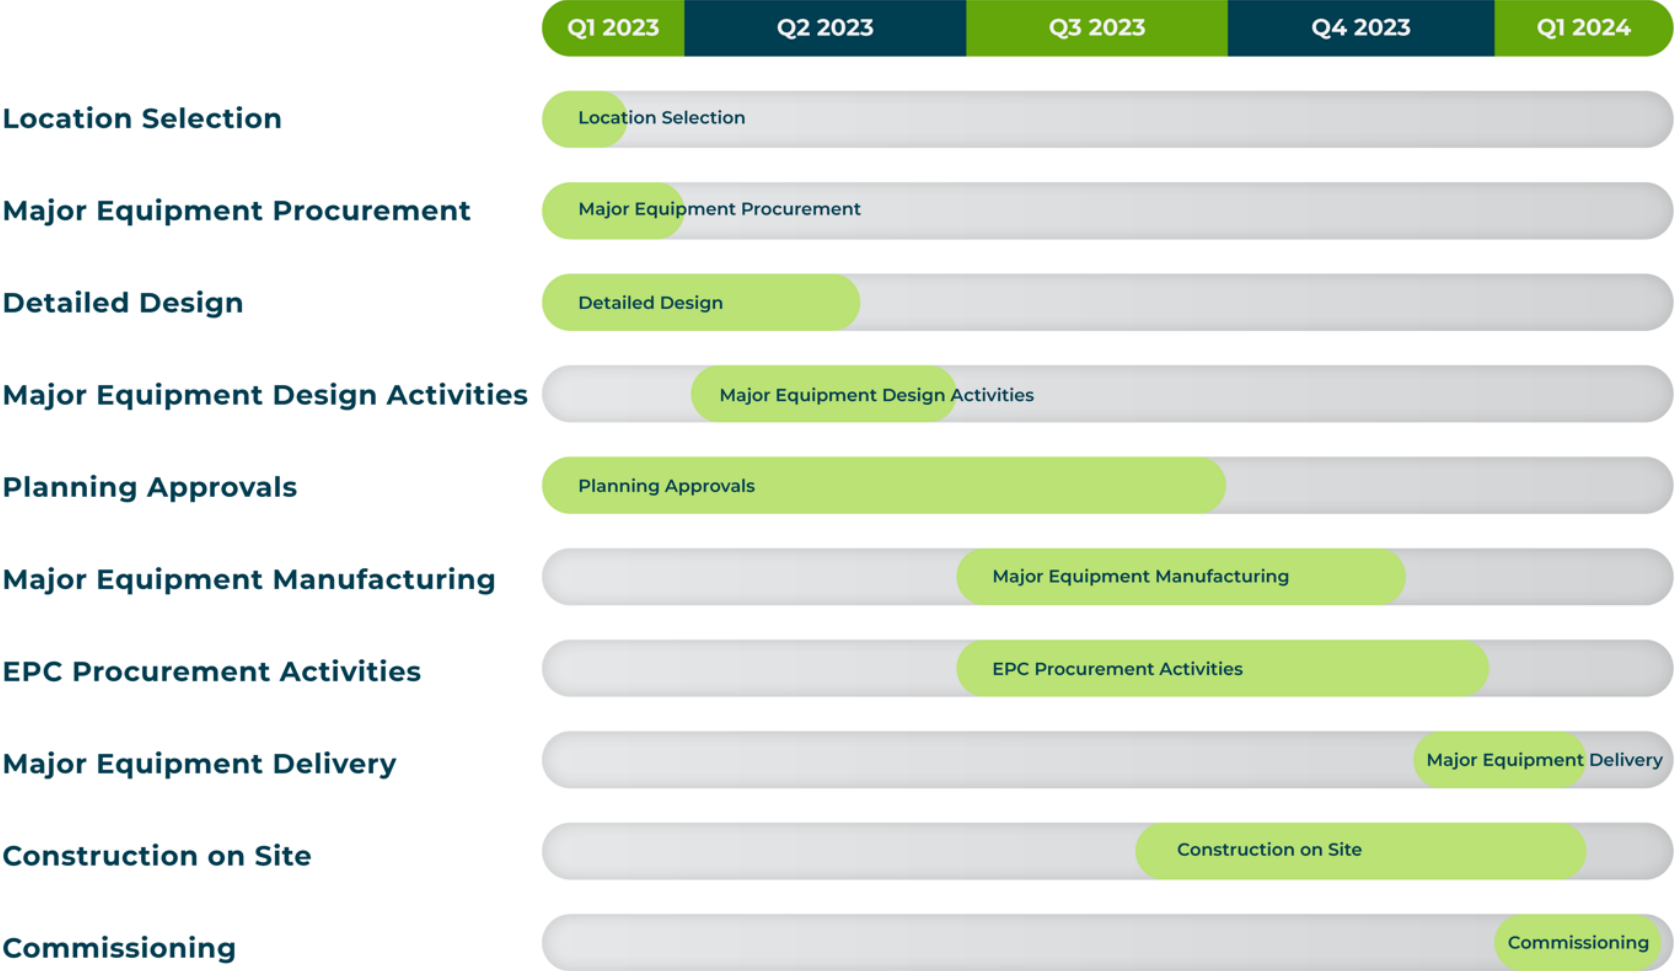 Q1 2023 Q2 2023 Q3 2023 Q4 2023 Q1 2024
Location Selection Location Selection
Major Equipment Procurement Major Equipment Procurement
Detailed Design Detailed Design
Major Equipment Design Activities Major Equipment Design Activities
Planning Approvals Planning Approvals
Major Equipment Manufacturing Major Equipment Manufacturing
EPC Procurement Activities EPC Procurement Activities
Major Equipment Delivery Major Equipment Delivery
Construction on Site Construction on Site
Commissioning Commissioning